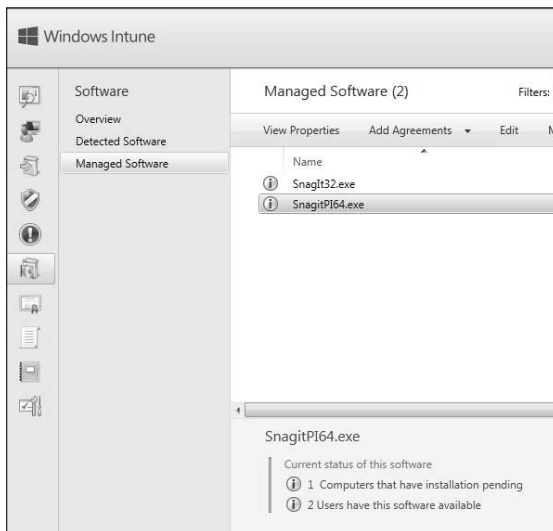 Windows Intune
Software
Overview
Detected Software
Managed Software
Managed Software (2)
Filters:
View Properties
Add Agreements
Edit
Name
SnagIt32.exe
SnagitPI64.exe
SnagitPI64.exe
Current status of this software
1 Computers that have installation pending
2 Users have this software available